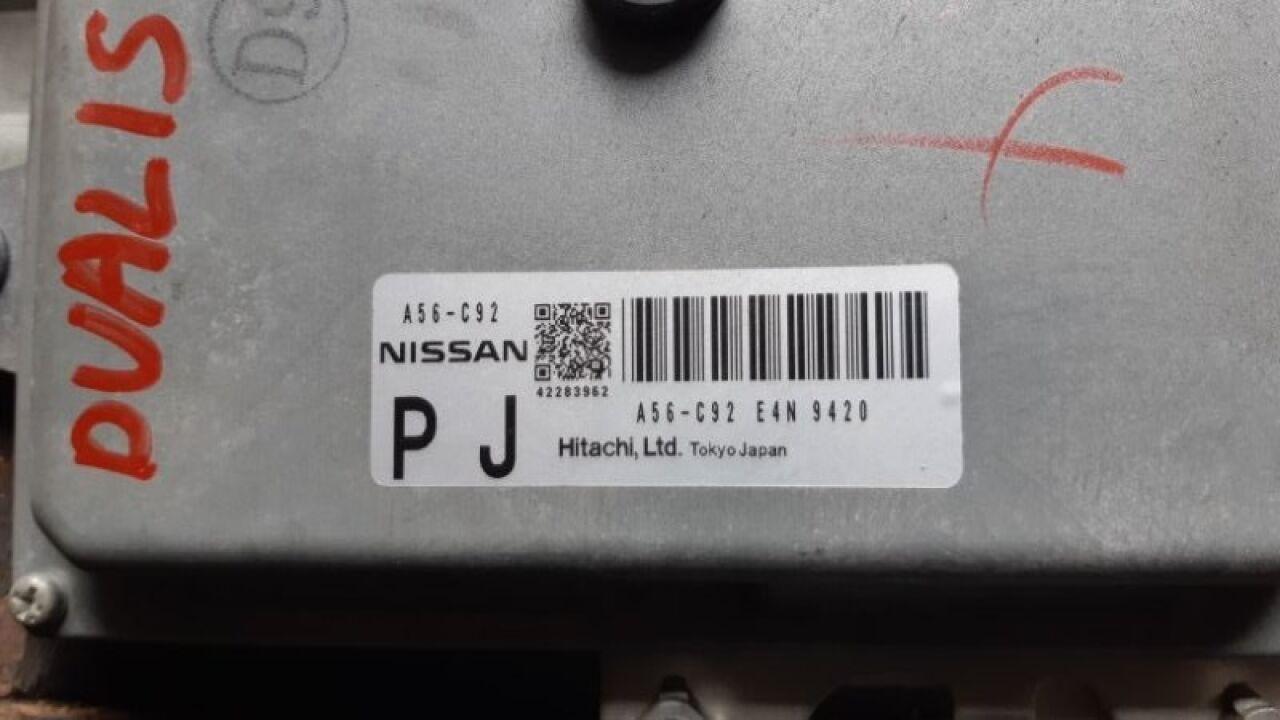 DUALIS
A56-C92
NISSAN
42283962
P J
A56-C92 E4N 9420
Hitachi, Ltd. Tokyo Japan